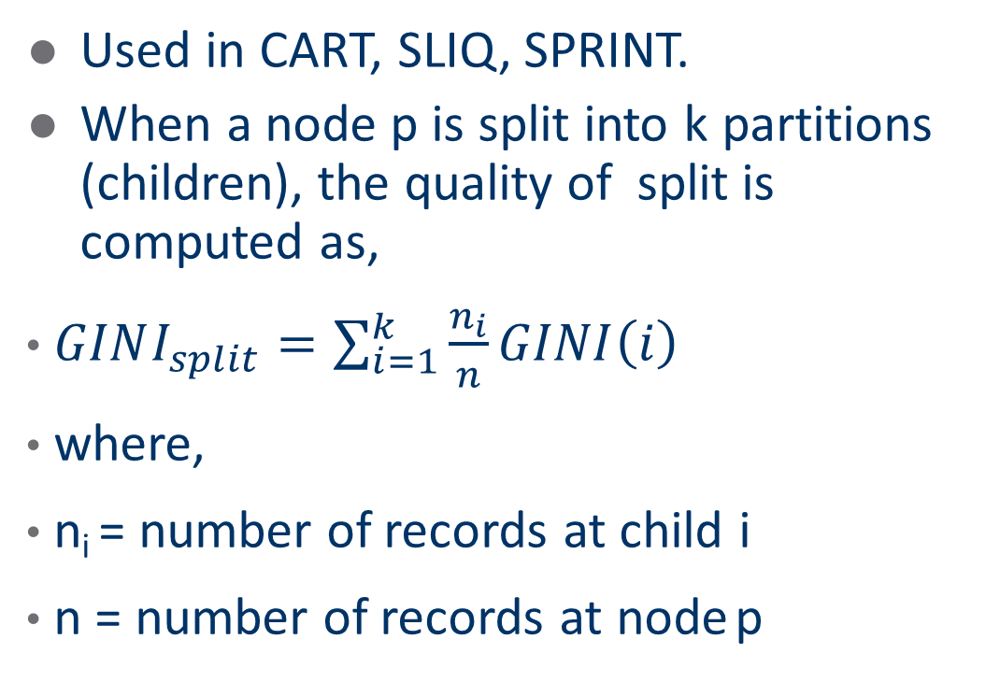 ● Used in CART, SLIQ, SPRINT.
● When a node p is split into k partitions
(children), the quality of split is
computed as,
• $GINI_{split} = \sum_{i=1}^{k} \frac{n_i}{n} GINI(i)$
• where,
• nᵢ = number of records at child i
• n = number of records at node p